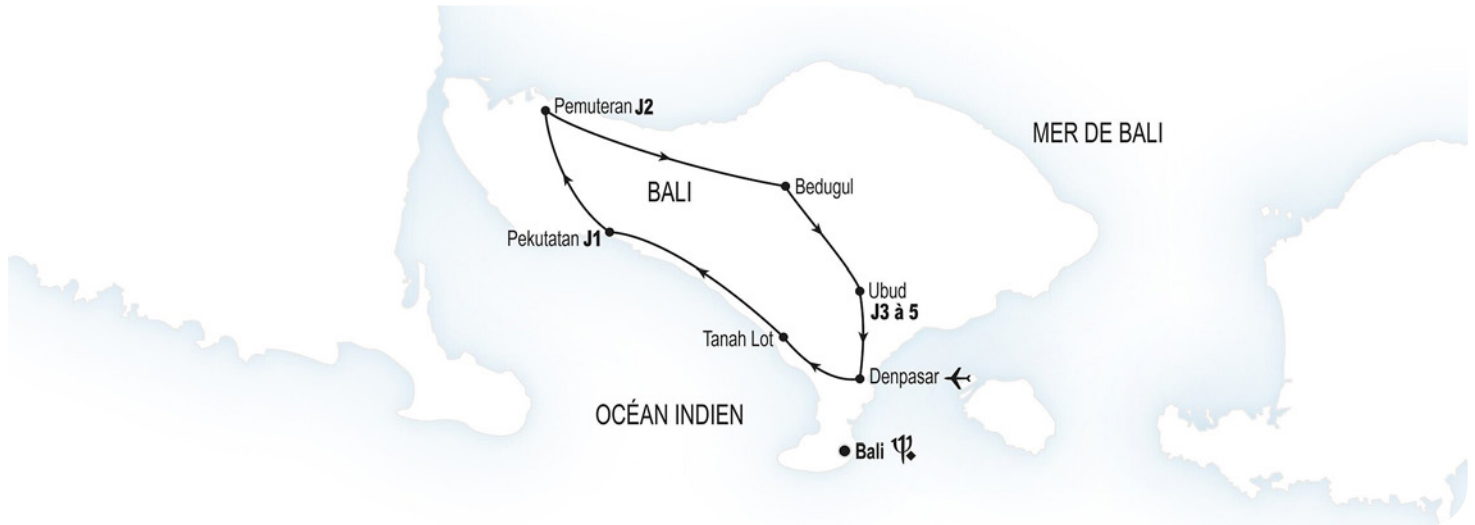 Pemuteran J2
MER DE BALI
BALI
Bedugul
Pekutatan J1
Ubud
J3 à 5
Tanah Lot
Denpasar
OCÉAN INDIEN
Bali